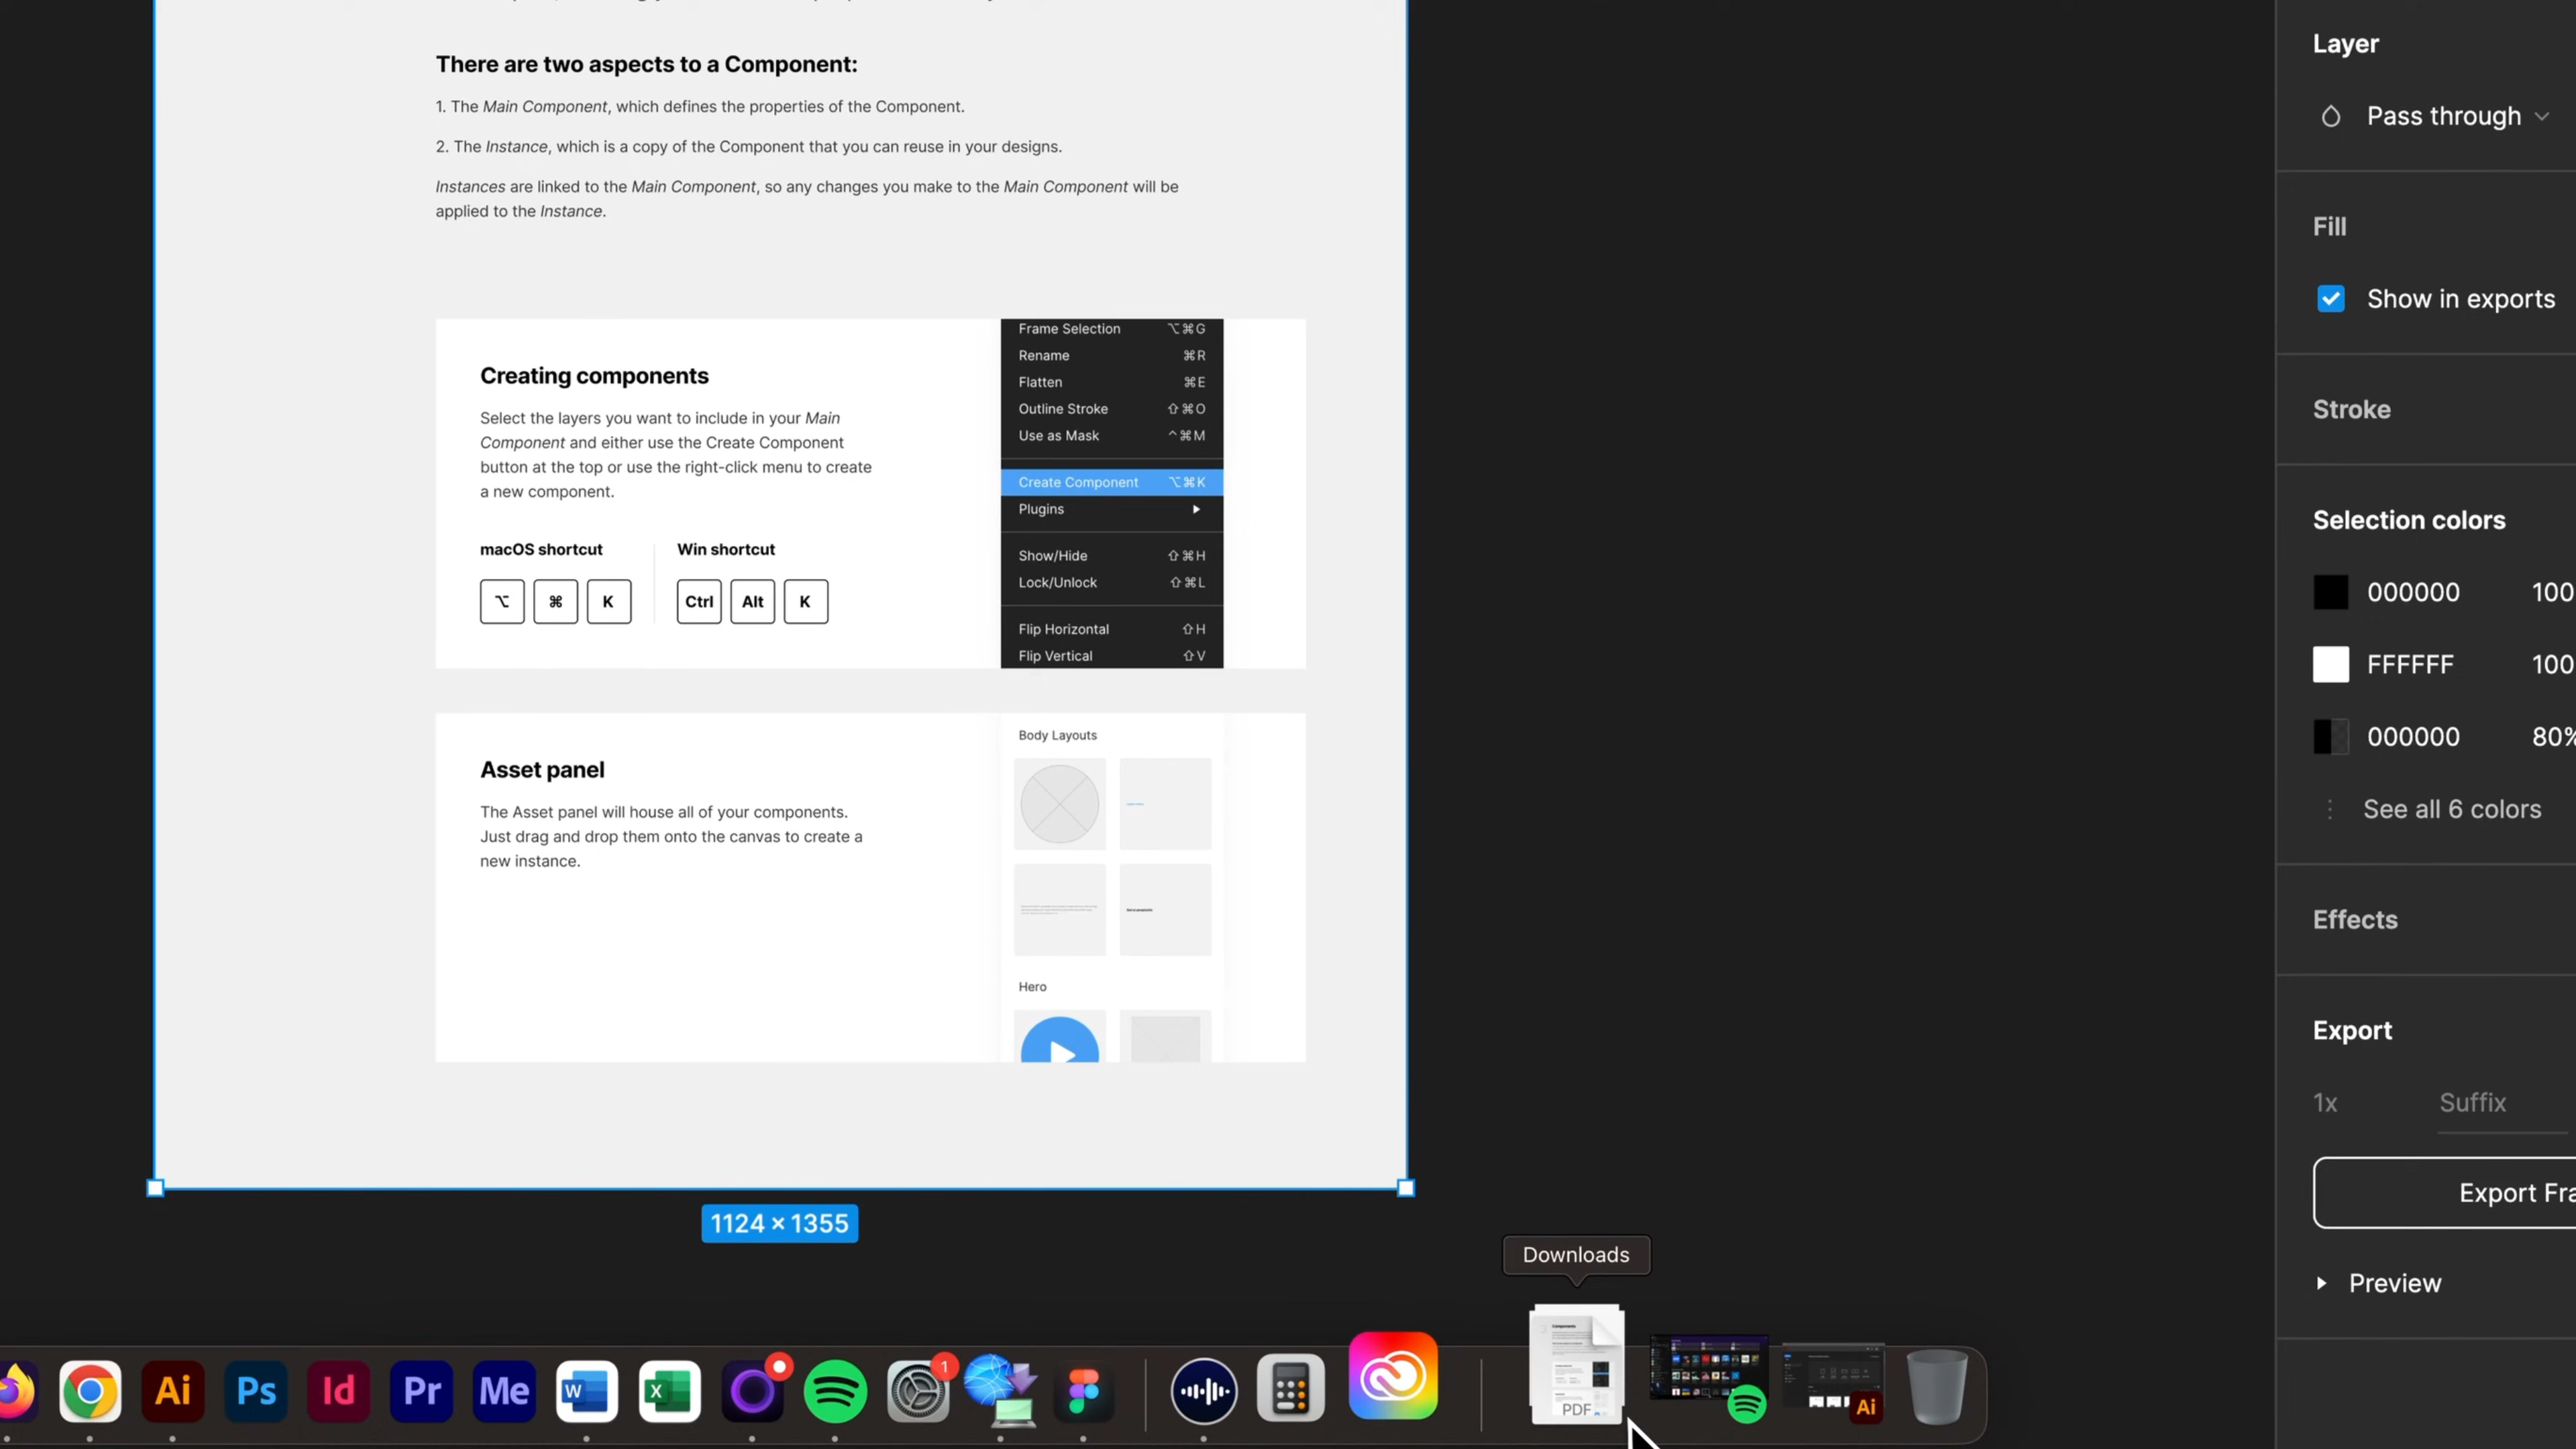 There are two aspects to a Component:
1. The Main Component, which defines the properties of the Component.
2. The Instance, which is a copy of the Component that you can reuse in your designs.
Instances are linked to the Main Component, so any changes you make to the Main Component will be
applied to the Instance.
Creating components
Select the layers you want to include in your Main
Component and either use the Create Component
button at the top or use the right-click menu to create
a new component.
macOS shortcut
Win shortcut
⌥ ⌘ K
Ctrl Alt K
Frame Selection ⌥⌘G
Rename ⌘R
Flatten ⌘E
Outline Stroke ⇧⌘O
Use as Mask ^⌘M
Create Component ⌥⌘K
Plugins
Show/Hide ⇧⌘H
Lock/Unlock ⇧⌘L
Flip Horizontal ⇧H
Flip Vertical ⇧V
Asset panel
The Asset panel will house all of your components.
Just drag and drop them onto the canvas to create a
new instance.
Body Layouts
Hero
1124 × 1355
Layer
Pass through
Fill
Show in exports
Stroke
Selection colors
000000 100
FFFFFF 100
000000 80%
See all 6 colors
Effects
Export
1x Suffix
Export Fra
Preview
Downloads
Ai
Ps
Id
Pr
Me
W
X
1
Components
PDF
Ai